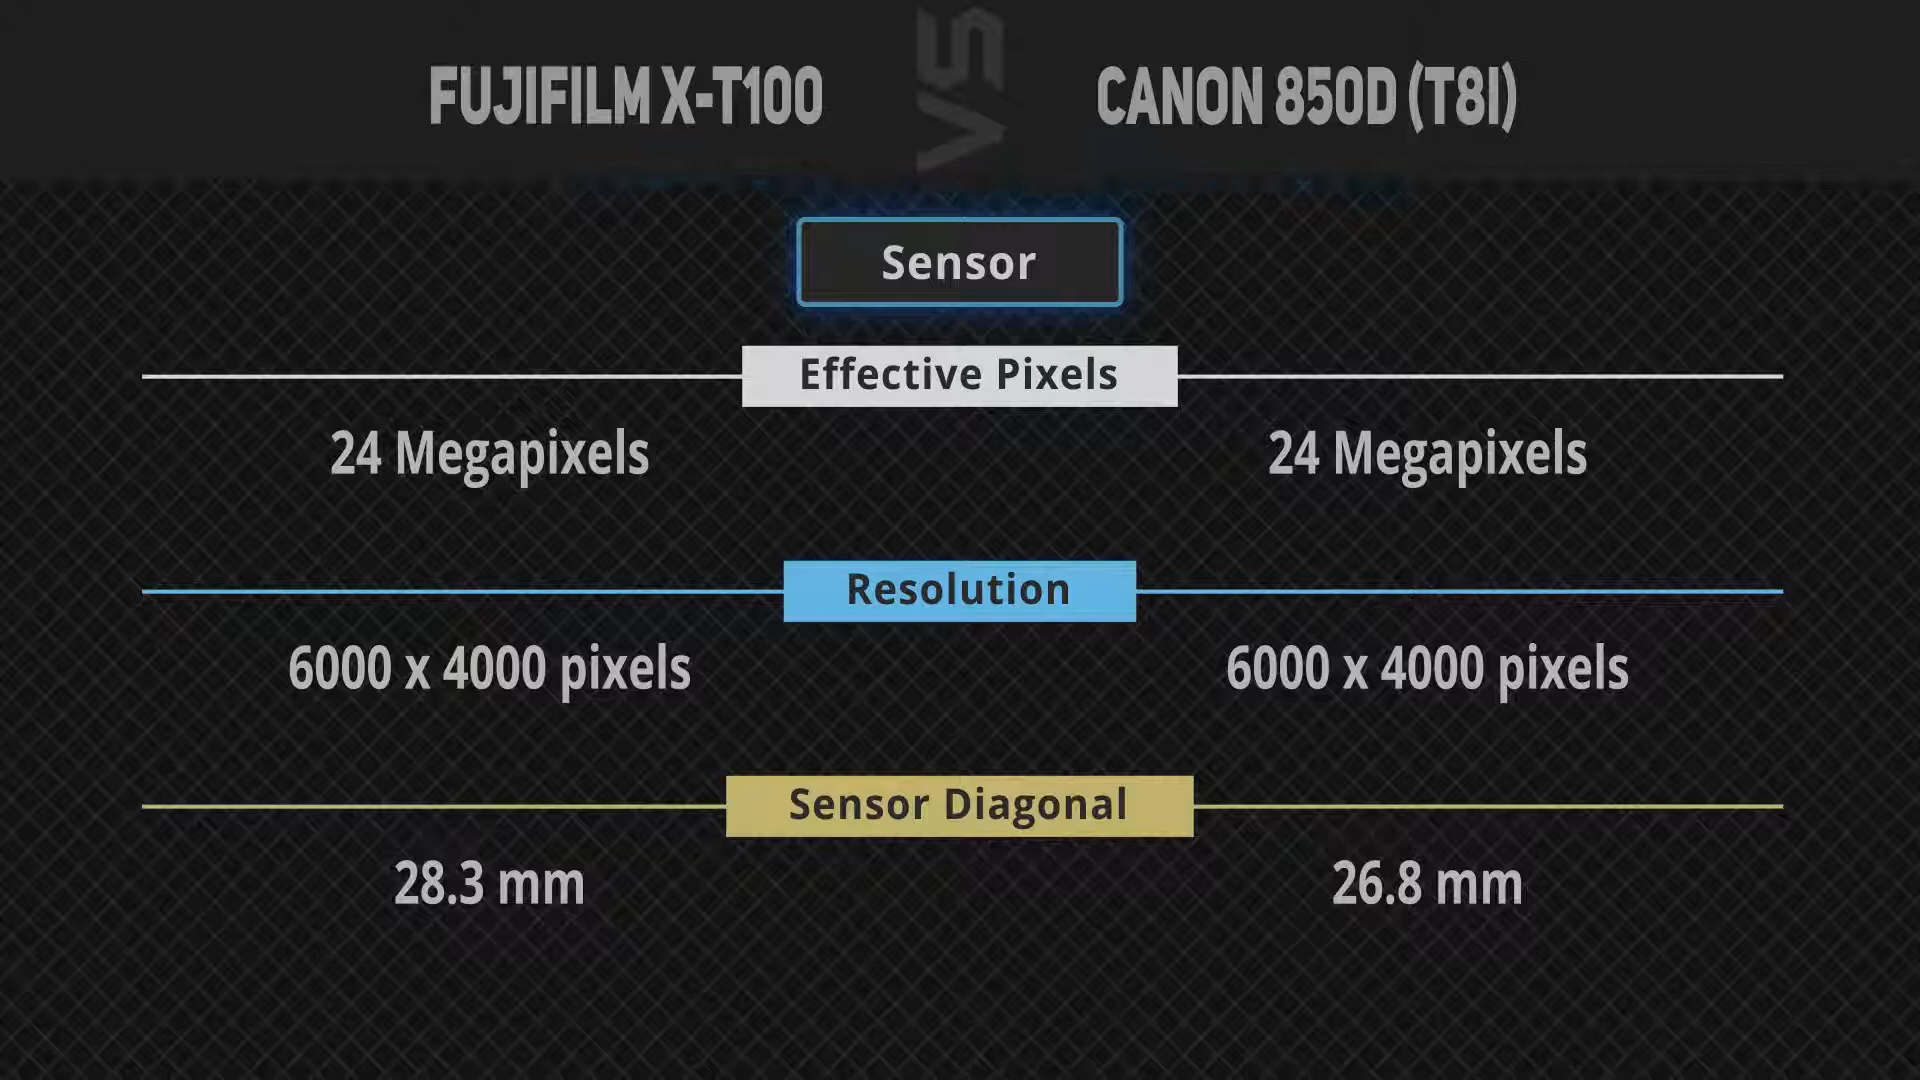 FUJIFILM X-T100
VS
CANON 850D (T8I)
Sensor
Effective Pixels
24 Megapixels
24 Megapixels
Resolution
6000 x 4000 pixels
6000 x 4000 pixels
Sensor Diagonal
28.3 mm
26.8 mm